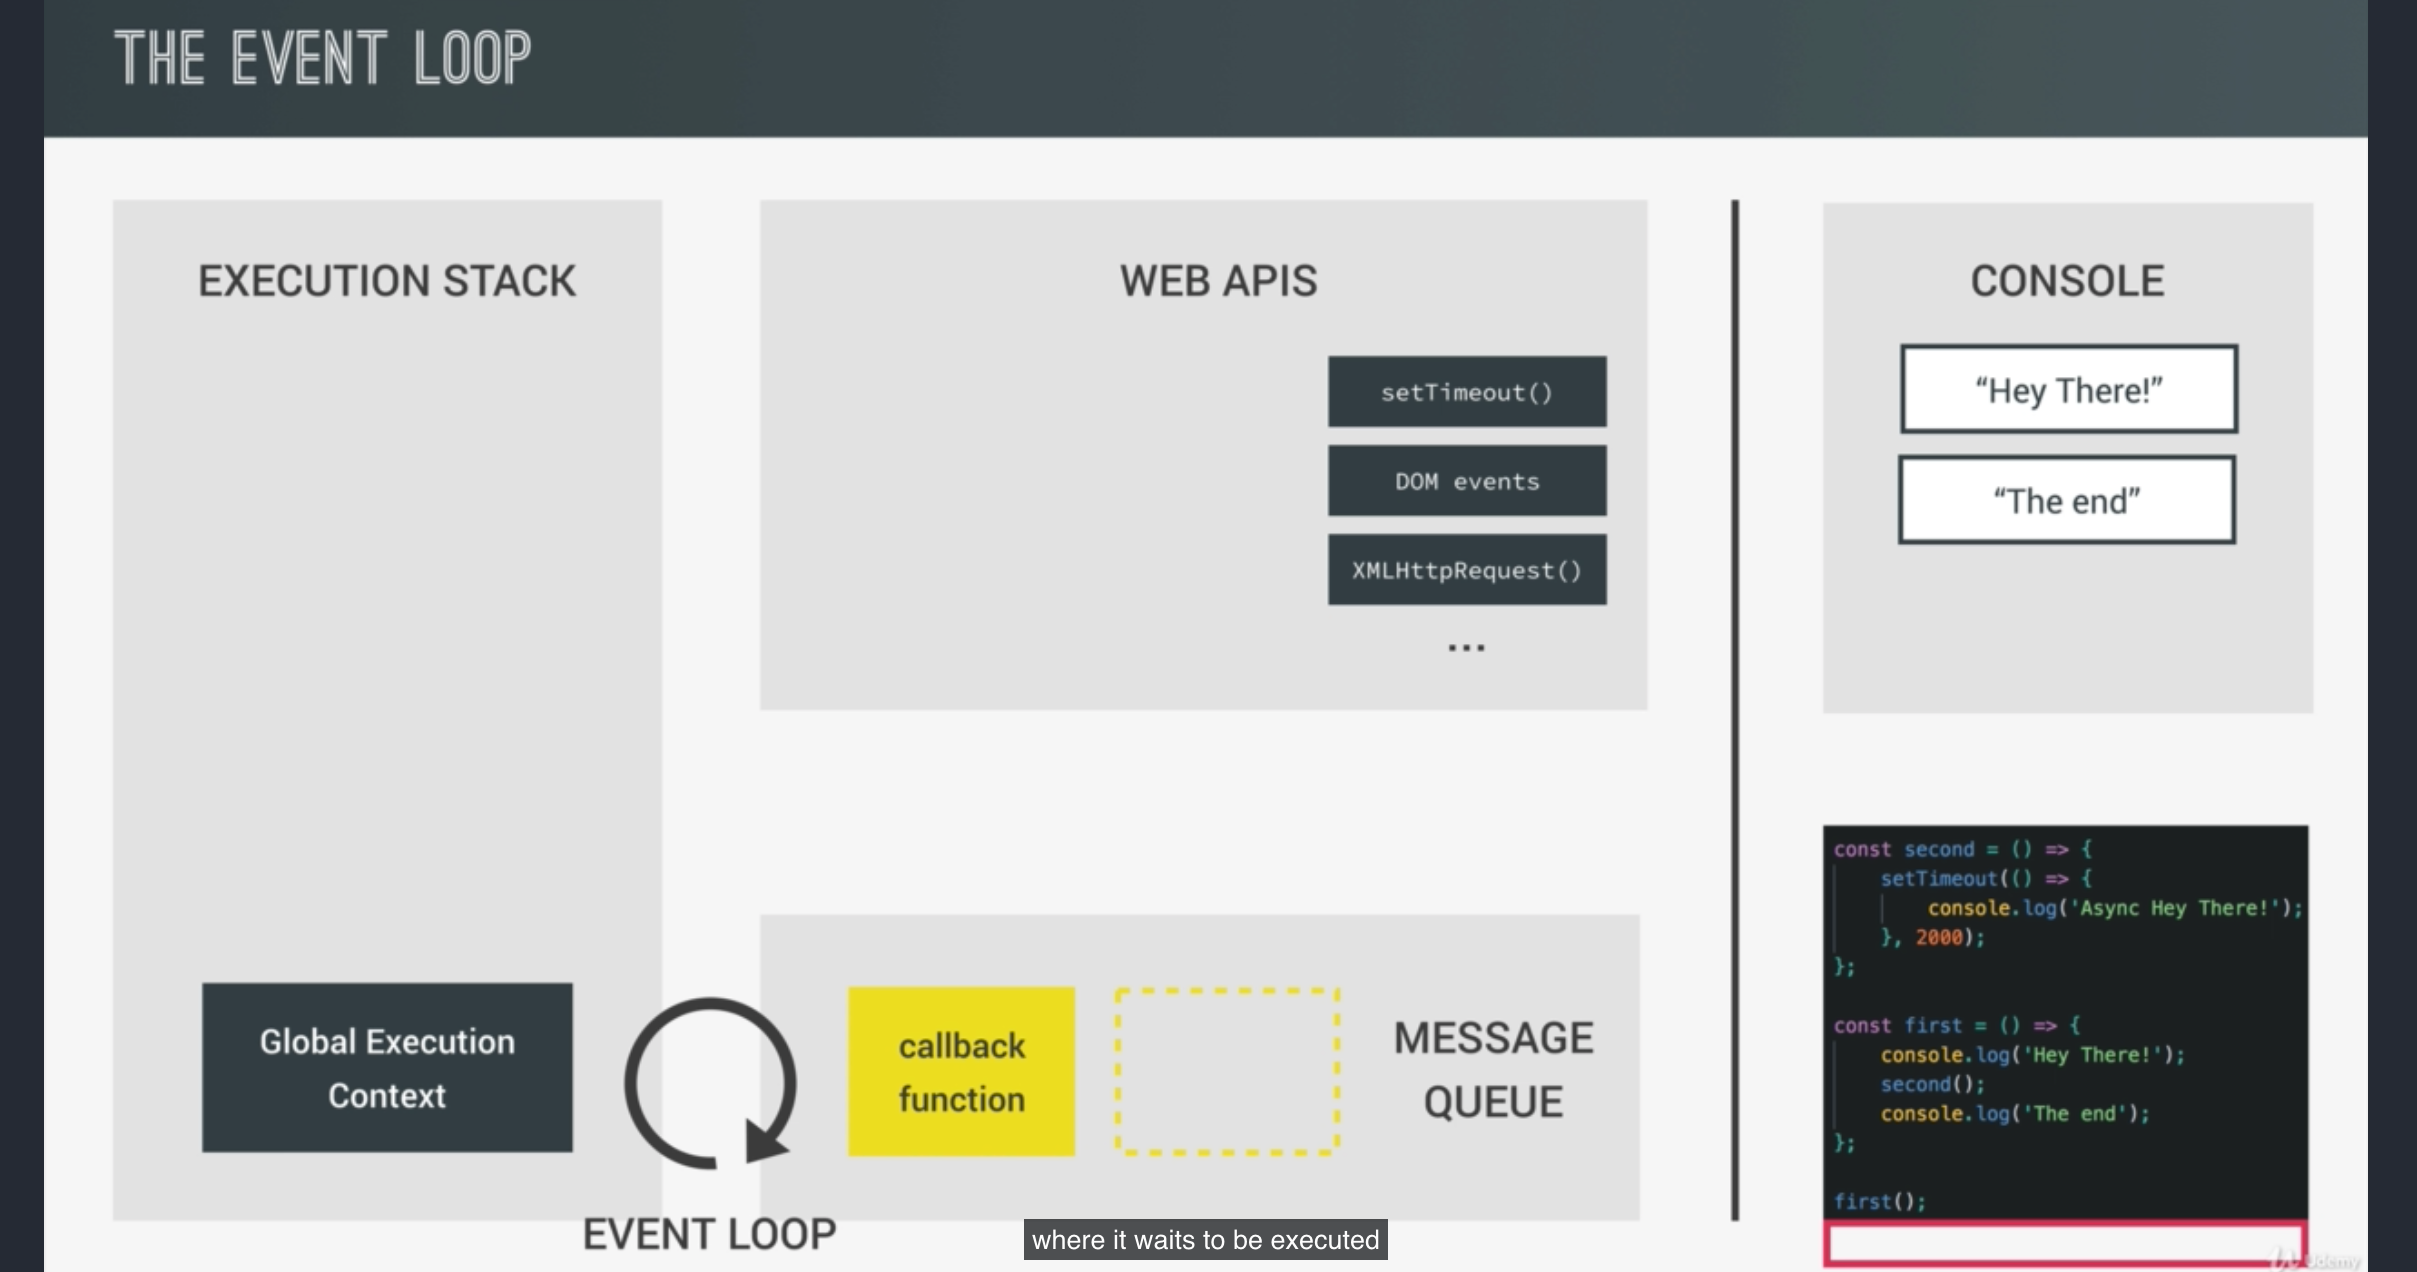 THE EVENT LOOP
EXECUTION STACK
Global Execution
Context
WEB APIS
setTimeout()
DOM events
XMLHttpRequest()
...
EVENT LOOP
callback
function
MESSAGE
QUEUE
CONSOLE
“Hey There!”
“The end”
const second = () => {
    setTimeout(() => {
        console.log('Async Hey There!');
    }, 2000);
};
const first = () => {
    console.log('Hey There!');
    second();
    console.log('The end');
};
first();
where it waits to be executed
Udemy